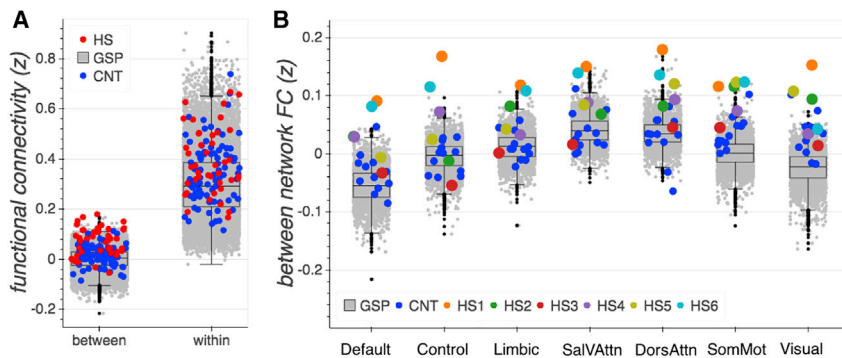 A
functional connectivity (z)
0.8
0.6
0.4
0.2
0
-0.2
HS
GSP
CNT
between
within
B
between network FC (z)
0.2
0.1
0
-0.1
-0.2
GSP CNT HS1 HS2 HS3 HS4 HS5 HS6
Default Control Limbic SalVAttn DorsAttn SomMot Visual